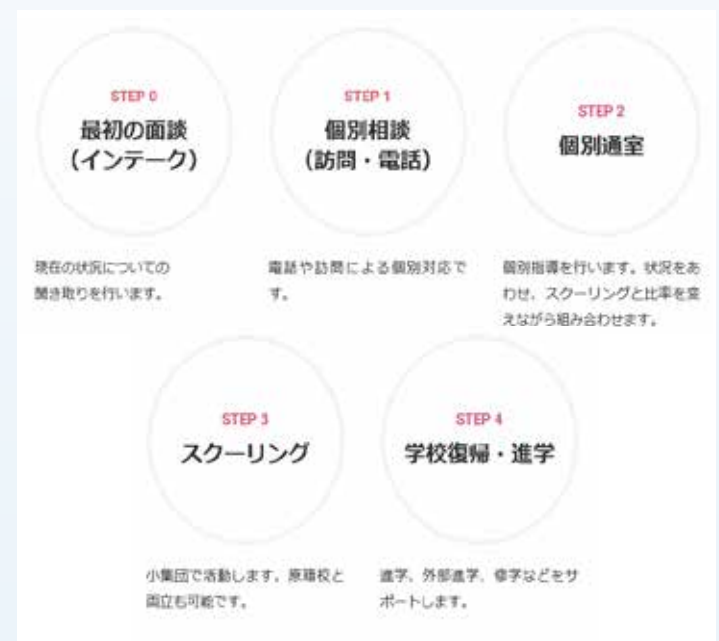 STEP 0
最初の面談
(インテーク)
現在の状況についての
聞き取りを行います。
STEP 1
個別相談
(訪問・電話)
電話や訪問による個別対応で
す。
STEP 2
個別通室
個別指導を行います。状況をあ
わせ、スクーリングと比率を変
えながら組み合わせます。
STEP 3
スクーリング
小集団で活動します。原籍校と
両立も可能です。
STEP 4
学校復帰・進学
進学、外部進学、修学などをサ
ポートします。